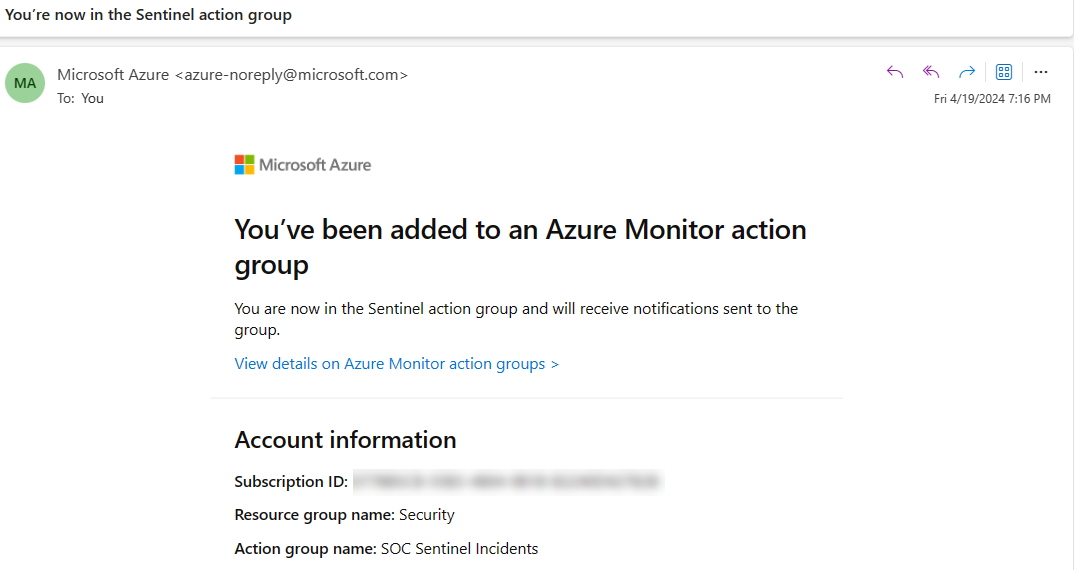 You’re now in the Sentinel action group
MA
Microsoft Azure <azure-noreply@microsoft.com>
To: You
Fri 4/19/2024 7:16 PM
Microsoft Azure
You’ve been added to an Azure Monitor action
group
You are now in the Sentinel action group and will receive notifications sent to the
group.
View details on Azure Monitor action groups >
Account information
Subscription ID:
Resource group name: Security
Action group name: SOC Sentinel Incidents